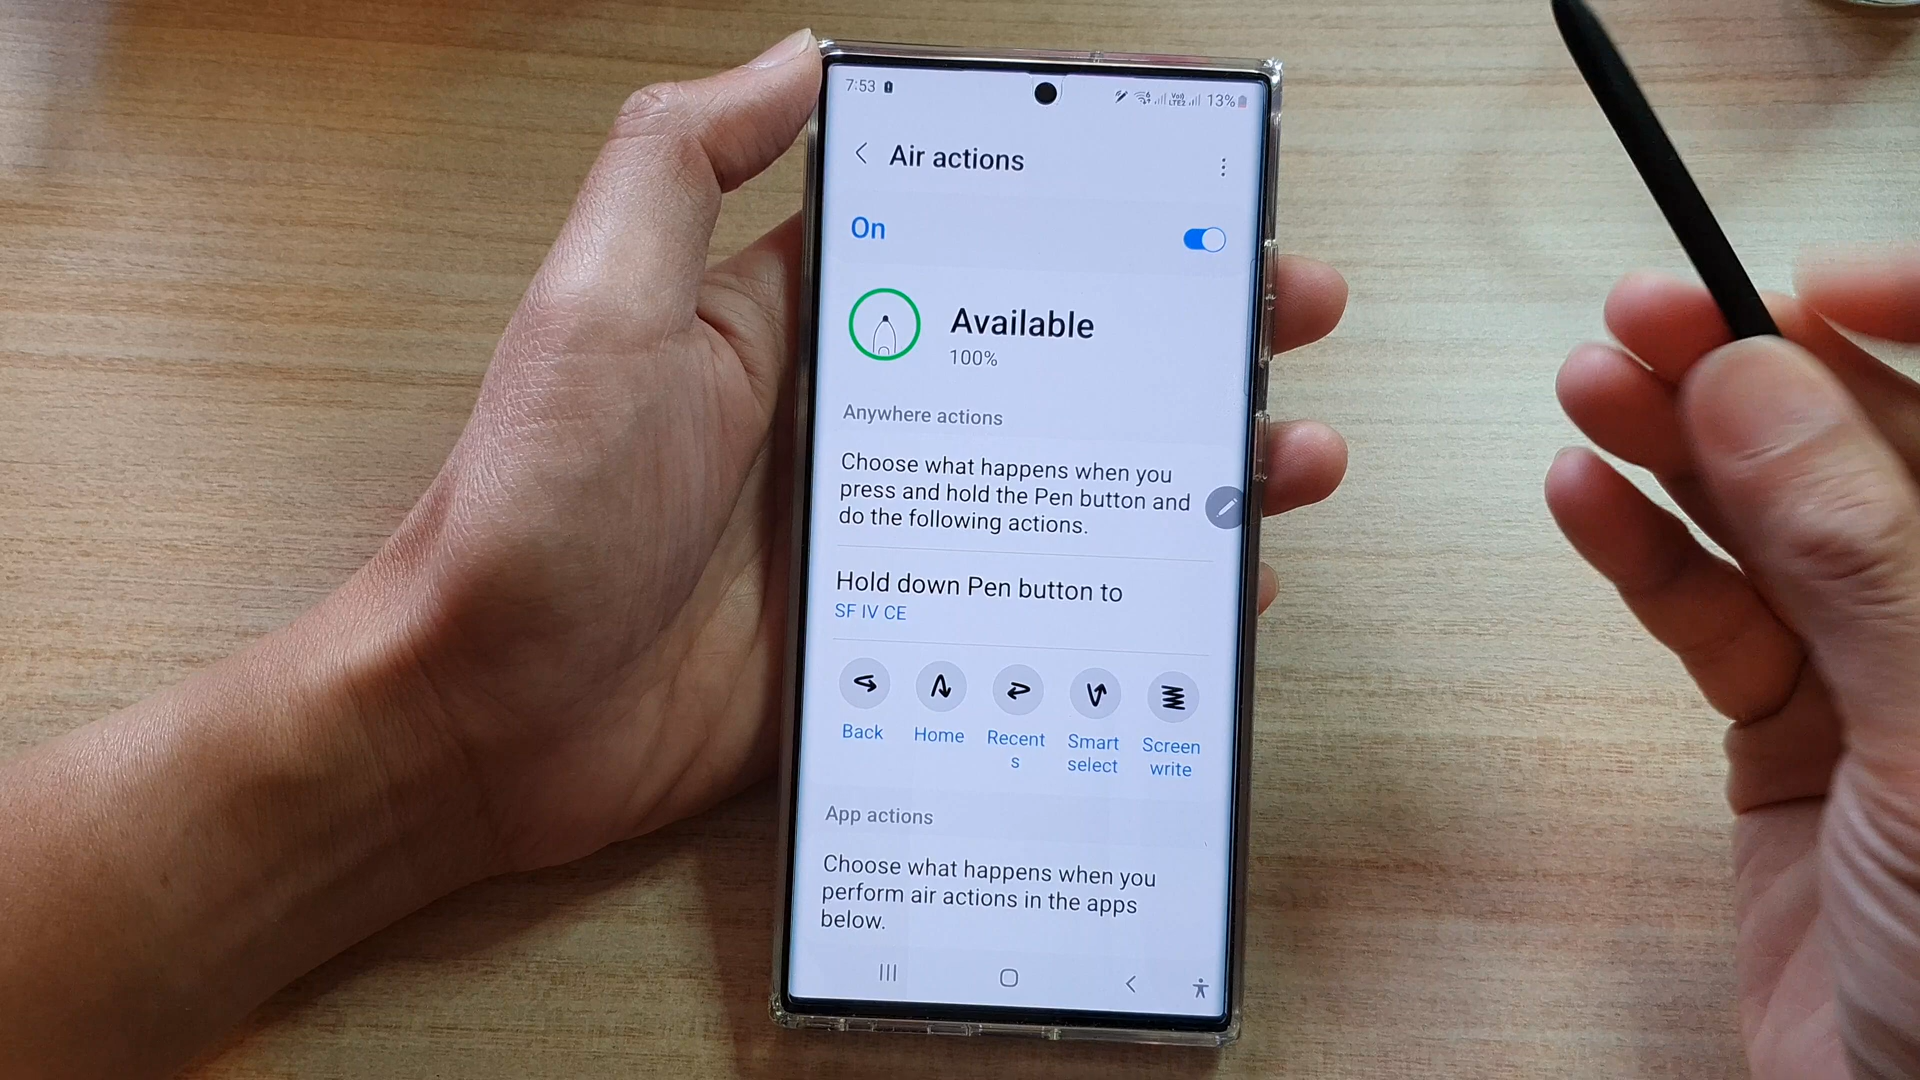 7:53
Vo)) LTE2 13%
Air actions
On
Available
100%
Anywhere actions
Choose what happens when you
press and hold the Pen button and
do the following actions.
Hold down Pen button to
SF IV CE
Back Home Recent Smart Screen
s select write
App actions
Choose what happens when you
perform air actions in the apps
below.